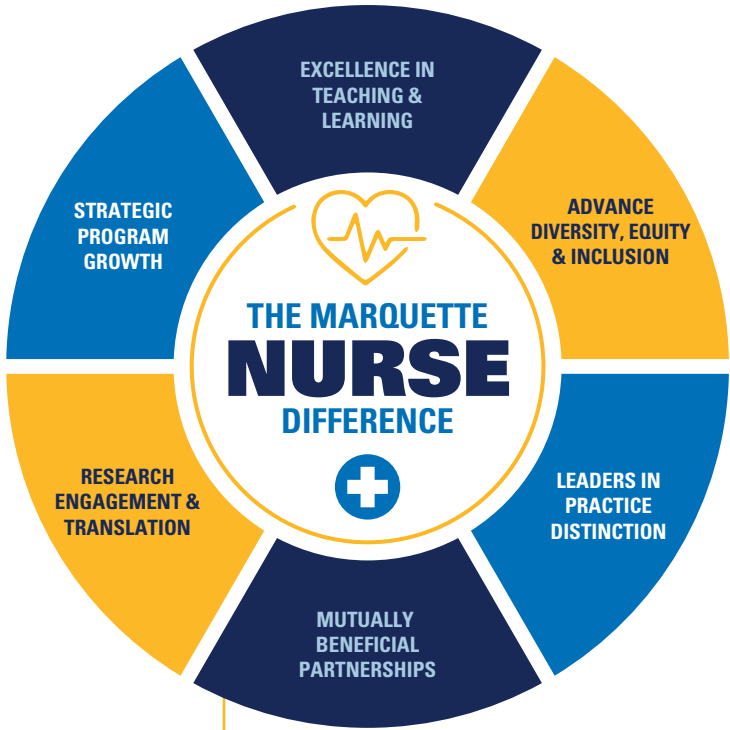 EXCELLENCE IN
TEACHING &
LEARNING
ADVANCE
DIVERSITY, EQUITY
& INCLUSION
LEADERS IN
PRACTICE
DISTINCTION
MUTUALLY
BENEFICIAL
PARTNERSHIPS
RESEARCH
ENGAGEMENT &
TRANSLATION
STRATEGIC
PROGRAM
GROWTH
THE MARQUETTE
NURSE
DIFFERENCE